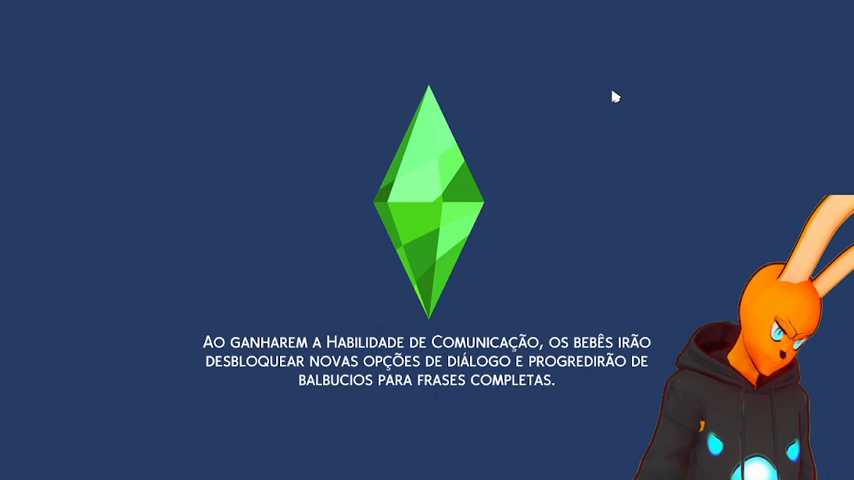 Ao ganharem a Habilidade de Comunicação, os bebês irão
desbloquear novas opções de diálogo e progredirão de
balbucios para frases completas.